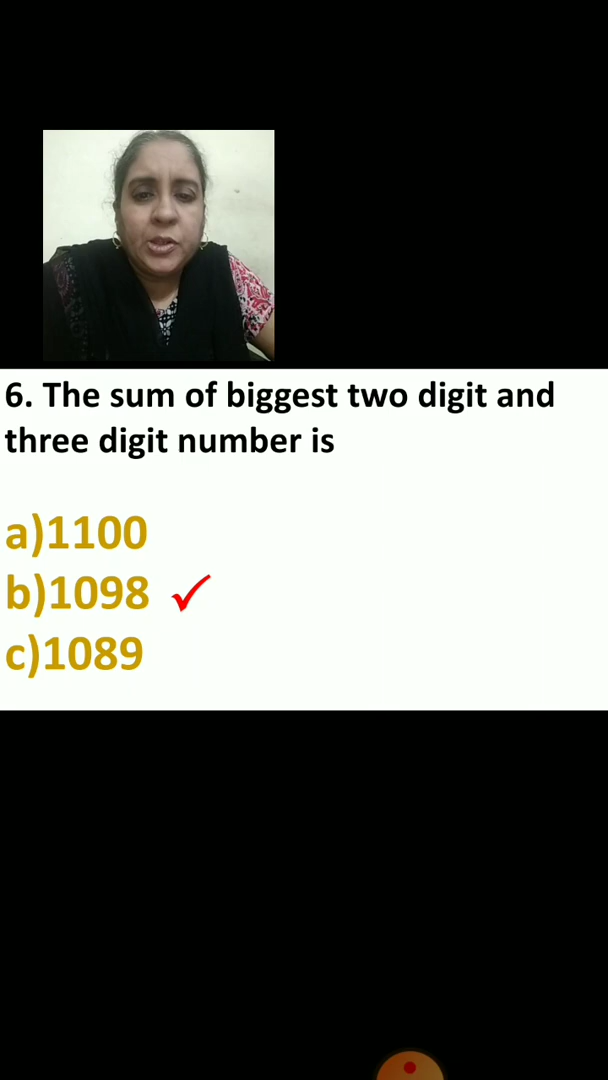 6. The sum of biggest two digit and
three digit number is
a)1100
b)1098 ✓
c)1089